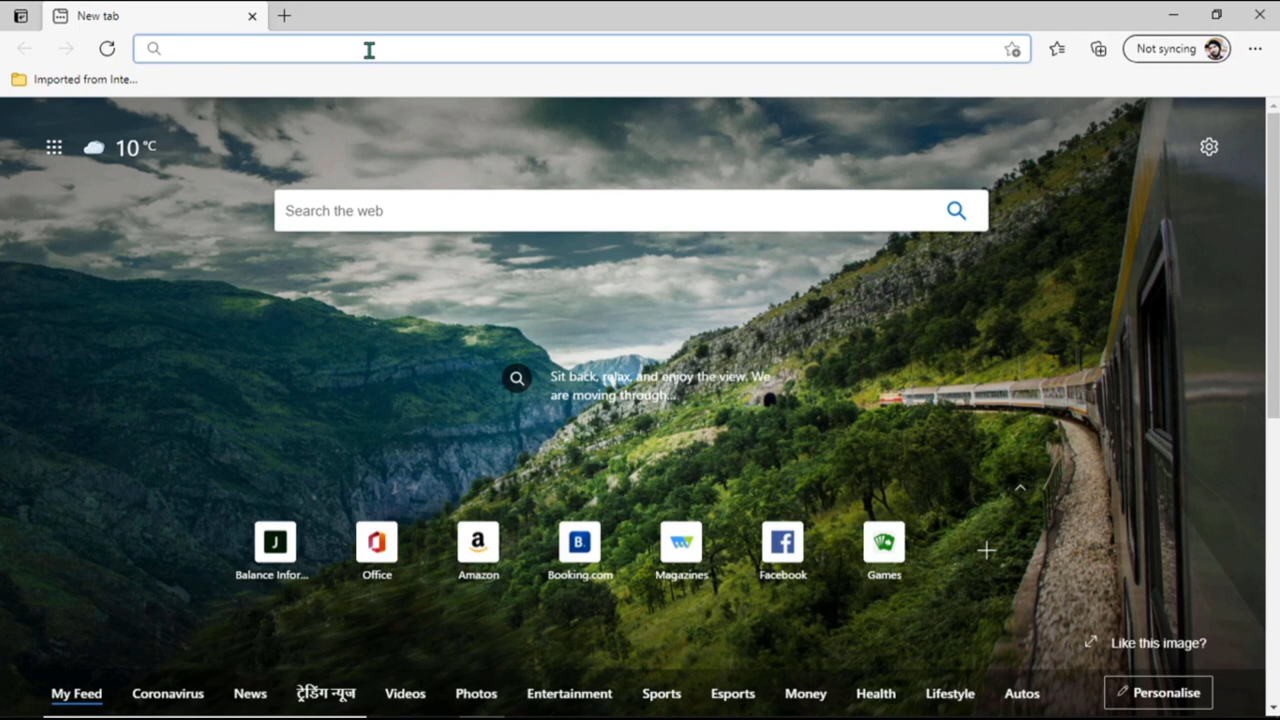 New tab
Not syncing
Imported from Inte...
10 °C
Search the web
Sit back, relax, and enjoy the view. We
are moving through...
J
a
B.
Balance Infor...
Office
Amazon
Booking.com
Magazines
Facebook
Games
Like this image?
My Feed
Coronavirus
News
ट्रेडिंग न्यूज
Videos
Photos
Entertainment
Sports
Esports
Money
Health
Lifestyle
Autos
Personalise